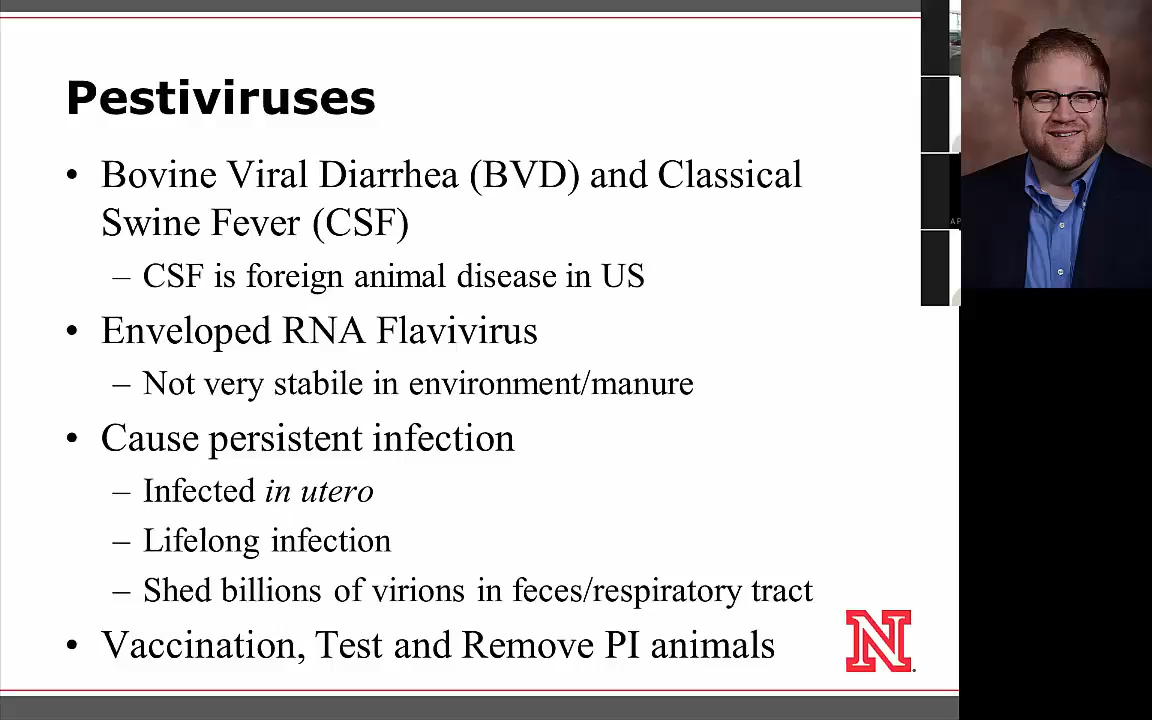 Pestiviruses
• Bovine Viral Diarrhea (BVD) and Classical
Swine Fever (CSF)
– CSF is foreign animal disease in US
• Enveloped RNA Flavivirus
– Not very stabile in environment/manure
• Cause persistent infection
– Infected in utero
– Lifelong infection
– Shed billions of virions in feces/respiratory tract
• Vaccination, Test and Remove PI animals
N
AP